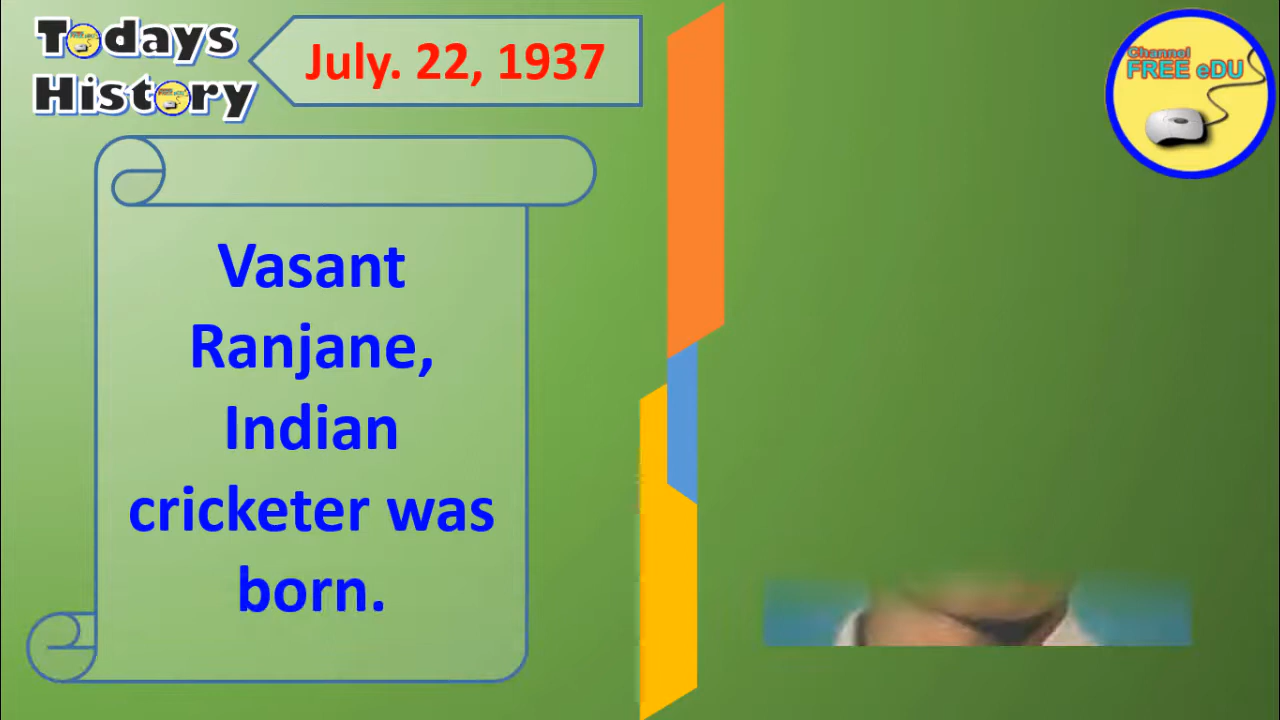 Todays
History
July. 22, 1937
Channel
FREE eDU
Vasant
Ranjane,
Indian
cricketer was
born.